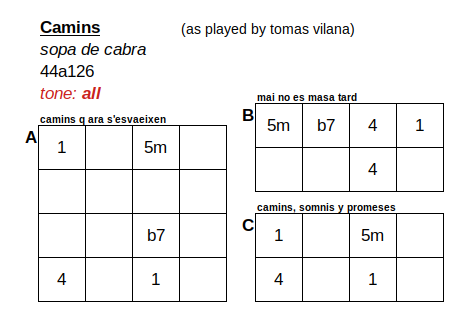 Camins
(as played by tomas vilana)
sopa de cabra
44a126
tone: all
camins q ara s'esvaeixen
A
1 5m
b7
4 1
mai no es masa tard
B
5m b7 4 1
4
camins, somnis y promeses
C
1 5m
4 1